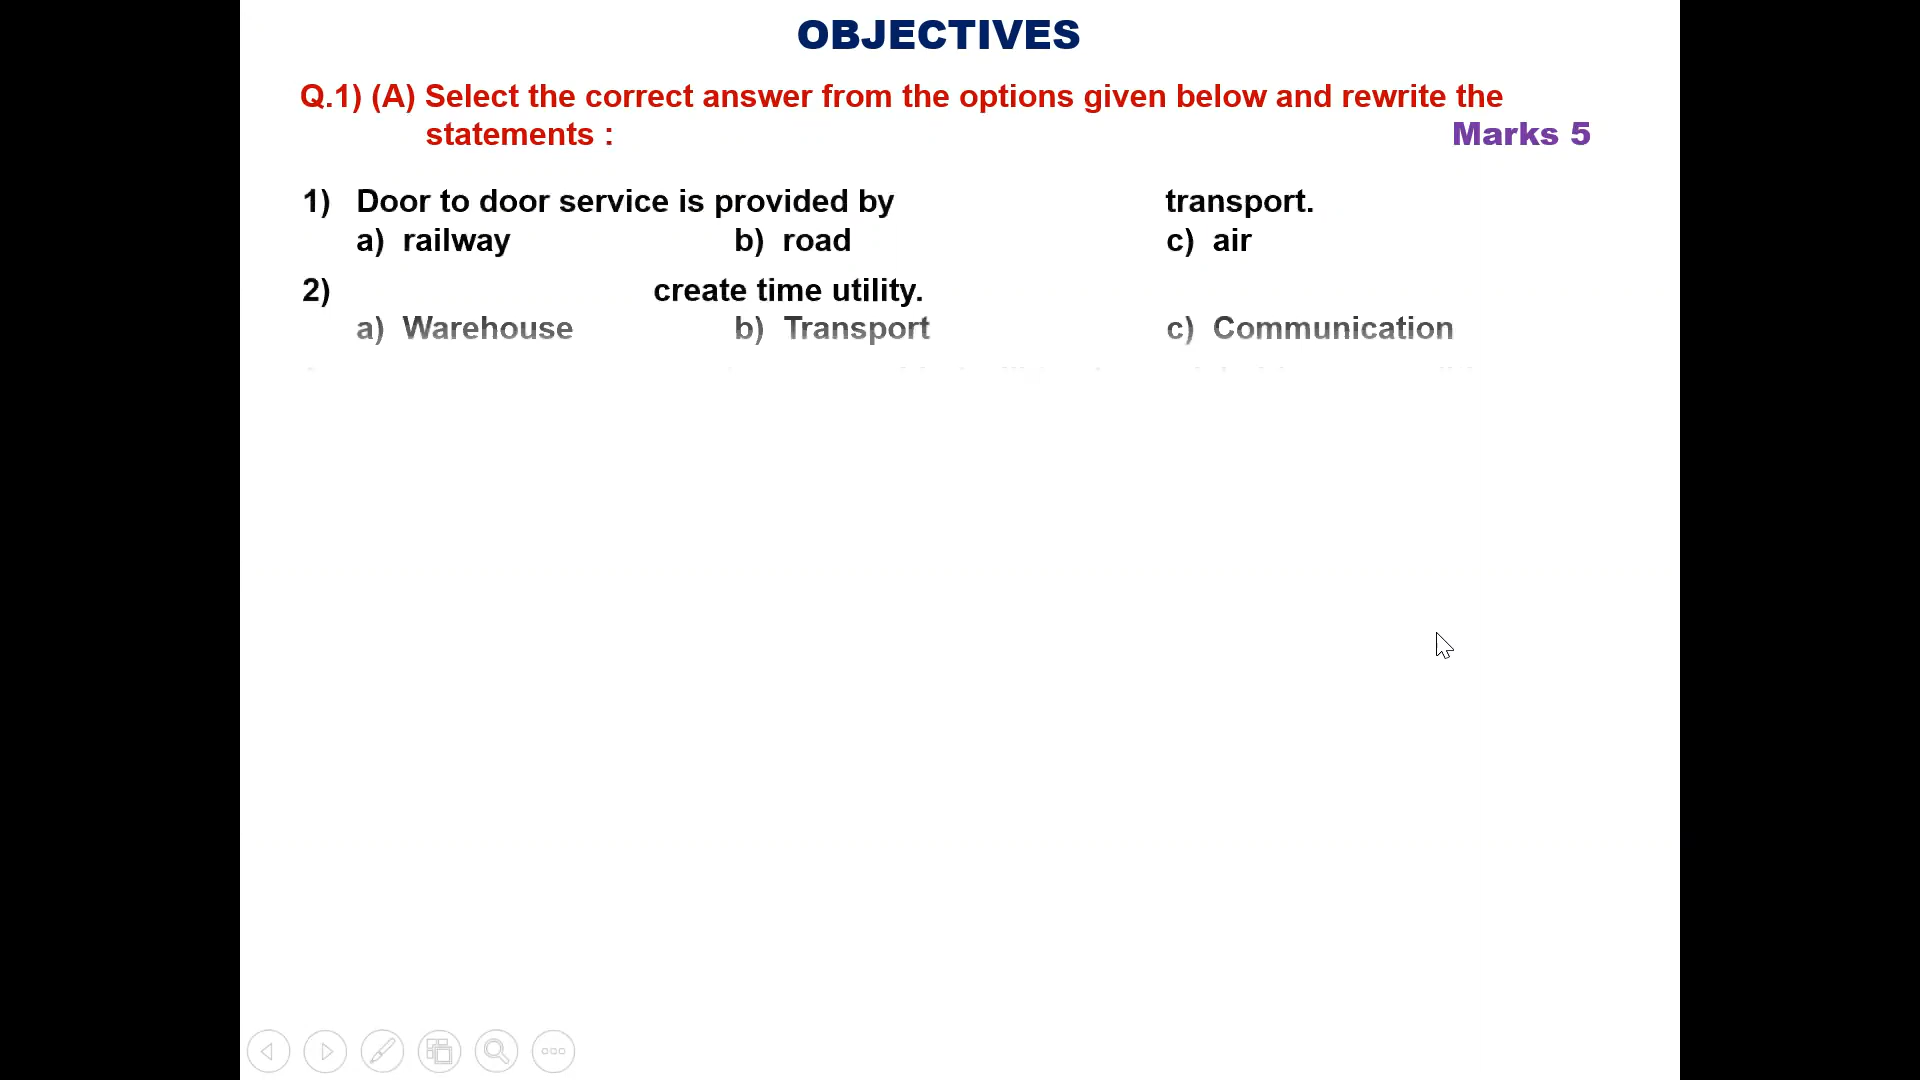 OBJECTIVES
Q.1) (A) Select the correct answer from the options given below and rewrite the
statements : Marks 5
1) Door to door service is provided by transport.
a) railway b) road c) air
2) create time utility.
a) Warehouse b) Transport c) Communication